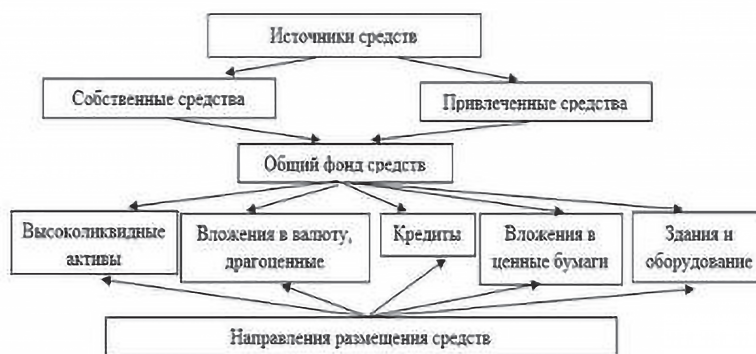 Источники средств
Собственные средства
Привлеченные средства
Общий фонд средств
Высоколиквидные
активы
Вложения в валюту,
драгоценные
Кредиты
Вложения в
ценные бумаги
Здания и
оборудование
Направления размещения средств